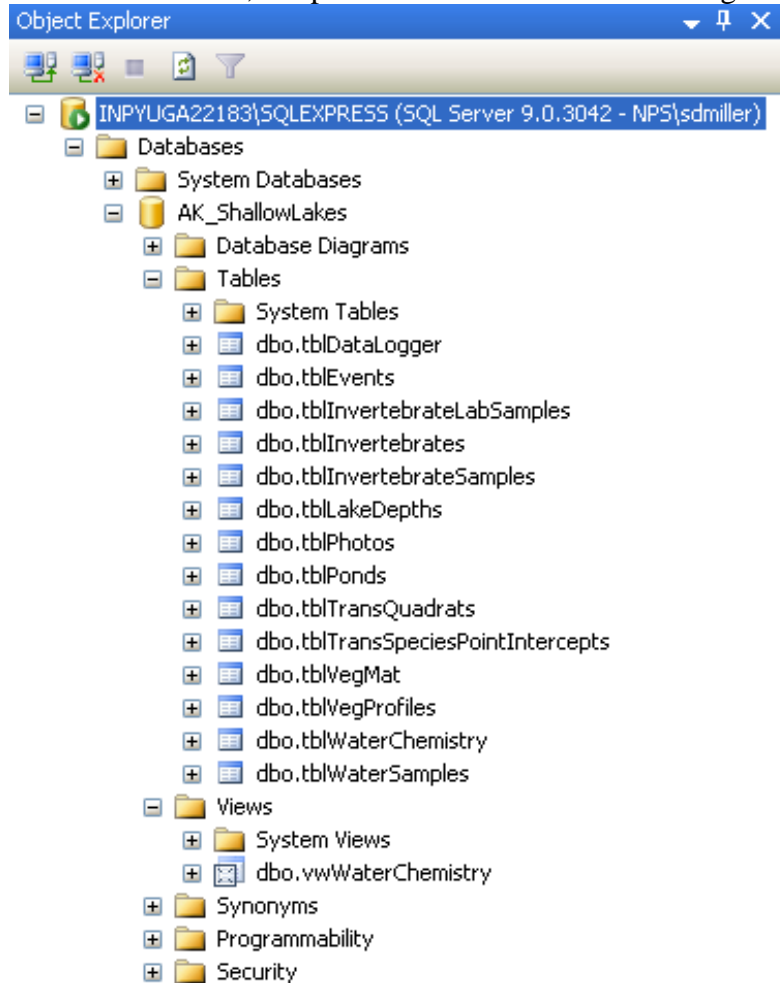 Object Explorer
INPYUGA22183\SQLEXPRESS (SQL Server 9.0.3042 - NPS\sdmiller)
Databases
System Databases
AK_ShallowLakes
Database Diagrams
Tables
System Tables
dbo.tblDataLogger
dbo.tblEvents
dbo.tblInvertebrateLabSamples
dbo.tblInvertebrates
dbo.tblInvertebrateSamples
dbo.tblLakeDepths
dbo.tblPhotos
dbo.tblPonds
dbo.tblTransQuadrats
dbo.tblTransSpeciesPointIntercepts
dbo.tblVegMat
dbo.tblVegProfiles
dbo.tblWaterChemistry
dbo.tblWaterSamples
Views
System Views
dbo.vwWaterChemistry
Synonyms
Programmability
Security